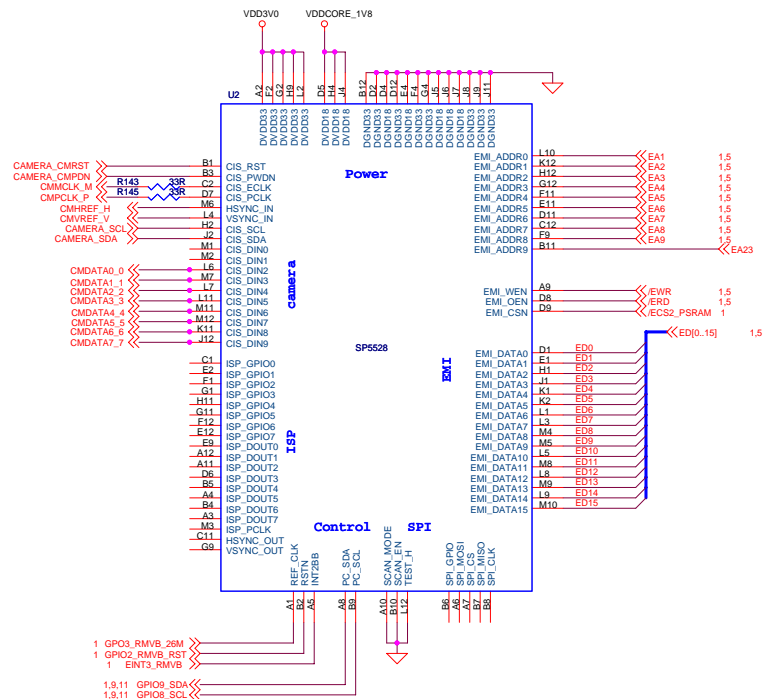 VDD3V0 VDDCORE_1V8
U2
A2 F2 G2 H9 L2 D5 H4 J4 B12 D2 D4 D12 E4 F4 G4 J5 J6 J7 J8 J9 J11
DVDD33 DVDD33 DVDD33 DVDD33 DVDD33 DVDD18 DVDD18 DVDD18 DGND33 DGND33 DGND18 DGND33 DGND18 DGND33 DGND33 DGND18 DGND18 DGND18 DGND33 DGND33 DGND33
Power
CAMERA_CMRST B1 CIS_RST
CAMERA_CMPDN B3 CIS_PWDN
CMMCLK_M R143 33R C2 CIS_ECLK
CMPCLK_P R145 33R D7 CIS_PCLK
CMHREF_H M6 HSYNC_IN
CMVREF_V L4 VSYNC_IN
CAMERA_SCL H2 CIS_SCL
CAMERA_SDA J2 CIS_SDA
M1 CIS_DIN0
M2 CIS_DIN1
CMDATA0_0 L6 CIS_DIN2
CMDATA1_1 M7 CIS_DIN3
CMDATA2_2 L7 CIS_DIN4
CMDATA3_3 L11 CIS_DIN5
CMDATA4_4 M11 CIS_DIN6
CMDATA5_5 M12 CIS_DIN7
CMDATA6_6 K11 CIS_DIN8
CMDATA7_7 J12 CIS_DIN9
camera
EMI_ADDR0 L10 EA1 1,5
EMI_ADDR1 K12 EA2 1,5
EMI_ADDR2 H12 EA3 1,5
EMI_ADDR3 G12 EA4 1,5
EMI_ADDR4 F11 EA5 1,5
EMI_ADDR5 E11 EA6 1,5
EMI_ADDR6 D11 EA7 1,5
EMI_ADDR7 C12 EA8 1,5
EMI_ADDR8 F9 EA9 1,5
EMI_ADDR9 B11 EA23
EMI_WEN A9 /EWR 1,5
EMI_OEN D8 /ERD 1,5
EMI_CSN D9 /ECS2_PSRAM 1
ED[0..15] 1,5
SP5528
EMI
C1 ISP_GPIO0
E2 ISP_GPIO1
F1 ISP_GPIO2
G1 ISP_GPIO3
H11 ISP_GPIO4
G11 ISP_GPIO5
F12 ISP_GPIO6
E12 ISP_GPIO7
E9 ISP_DOUT0
A12 ISP_DOUT1
A11 ISP_DOUT2
D6 ISP_DOUT3
B5 ISP_DOUT4
A4 ISP_DOUT5
B4 ISP_DOUT6
A3 ISP_DOUT7
M3 ISP_PCLK
C11 HSYNC_OUT
G9 VSYNC_OUT
ISP
EMI_DATA0 D1 ED0
EMI_DATA1 E1 ED1
EMI_DATA2 H1 ED2
EMI_DATA3 J1 ED3
EMI_DATA4 K1 ED4
EMI_DATA5 K2 ED5
EMI_DATA6 L1 ED6
EMI_DATA7 L3 ED7
EMI_DATA8 M4 ED8
EMI_DATA9 M5 ED9
EMI_DATA10 L5 ED10
EMI_DATA11 M8 ED11
EMI_DATA12 L8 ED12
EMI_DATA13 M9 ED13
EMI_DATA14 L9 ED14
EMI_DATA15 M10 ED15
Control SPI
REF_CLK RSTN INT2BB PC_SDA PC_SCL SCAN_MODE SCAN_EN TEST_H SPI_GPIO SPI_MOSI SPI_CS SPI_MISO SPI_CLK
A1 B2 A5 A8 B9 A10 B10 L12 B6 A6 A7 B7 B8
1 GPO3_RMVB_26M
1 GPIO2_RMVB_RST
1 EINT3_RMVB
1,9,11 GPIO9_SDA
1,9,11 GPIO8_SCL